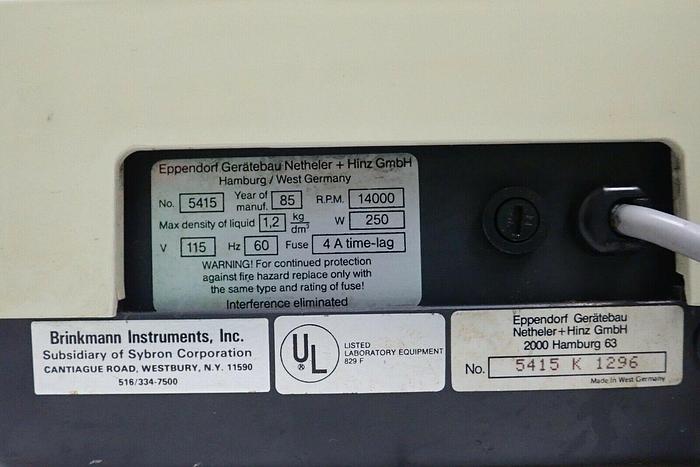 Eppendorf Gerätebau Netheler + Hinz GmbH
Hamburg / West Germany
No. 5415 Year of manuf. 85 R.P.M. 14000
Max density of liquid 1,2 kg/dm³ W 250
V 115 Hz 60 Fuse 4 A time-lag
WARNING! For continued protection
against fire hazard replace only with
the same type and rating of fuse!
Interference eliminated
Brinkmann Instruments, Inc.
Subsidiary of Sybron Corporation
CANTIAGUE ROAD, WESTBURY, N.Y. 11590
516/334-7500
UL ®
LISTED
LABORATORY EQUIPMENT
829 F
Eppendorf Gerätebau
Netheler+Hinz GmbH
2000 Hamburg 63
No. 5415 K 1296
Made in West Germany